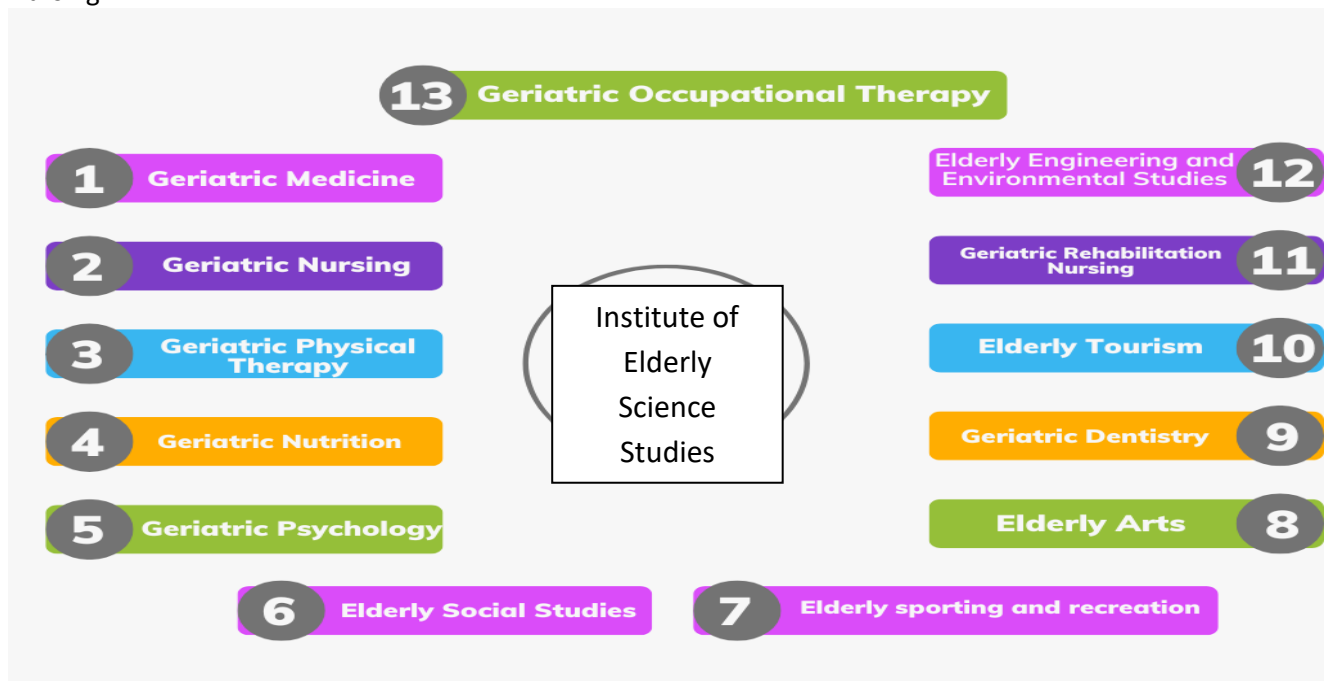 13 Geriatric Occupational Therapy
1 Geriatric Medicine
2 Geriatric Nursing
3 Geriatric Physical
Therapy
4 Geriatric Nutrition
5 Geriatric Psychology
6 Elderly Social Studies
7 Elderly sporting and recreation
Elderly Arts 8
Geriatric Dentistry 9
Elderly Tourism 10
Geriatric Rehabilitation
Nursing 11
Elderly Engineering and
Environmental Studies 12
Institute of
Elderly
Science
Studies